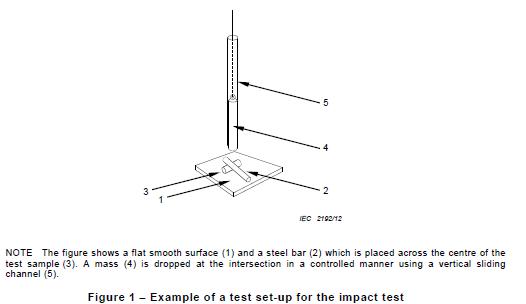 5
4
3
1
2
IEC 2192/12
NOTE The figure shows a flat smooth surface (1) and a steel bar (2) which is placed across the centre of the
test sample (3). A mass (4) is dropped at the intersection in a controlled manner using a vertical sliding
channel (5).
Figure 1 – Example of a test set-up for the impact test